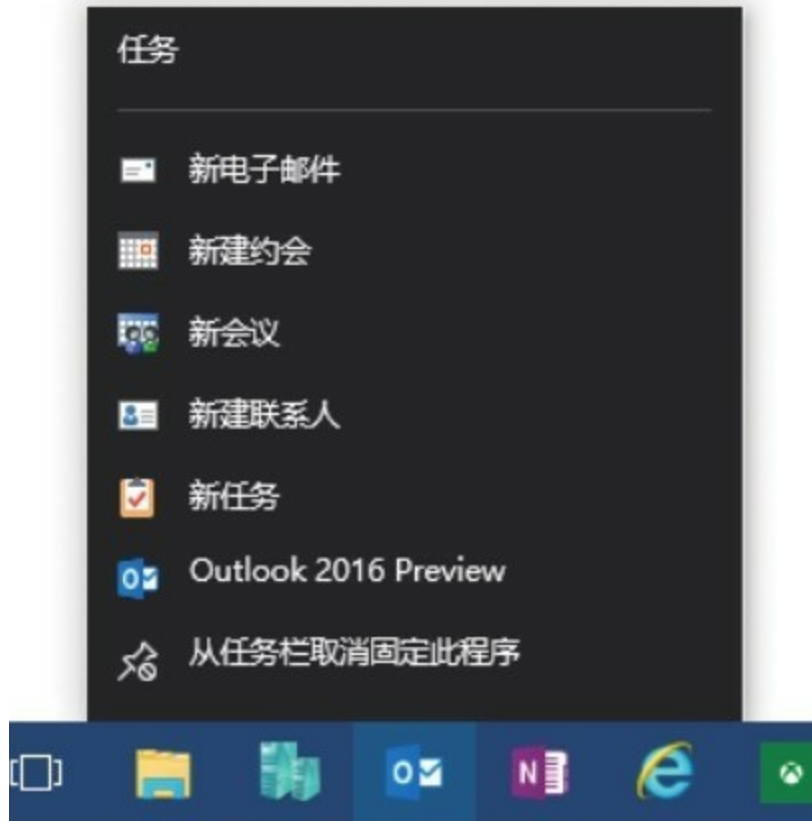 任务
新电子邮件
新建约会
新会议
新建联系人
新任务
Outlook 2016 Preview
从任务栏取消固定此程序